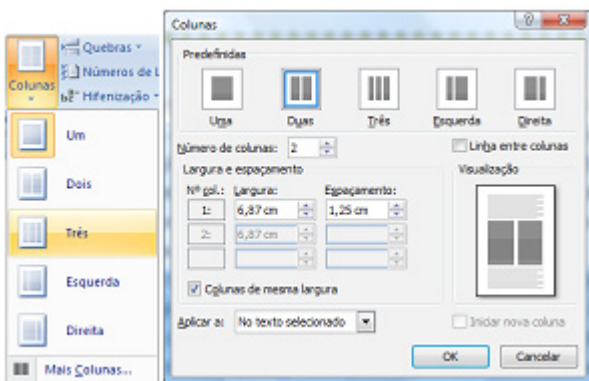 Colunas
Quebras
Números de L
Hifenização
Um
Dois
Três
Esquerda
Direita
Mais Colunas...
Colunas
Predefinidas
Uma Duas Três Esquerda Direita
Número de colunas: 2
Linha entre colunas
Largura e espaçamento
Visualização
Nº col.: Largura: Espaçamento:
1: 6,87 cm 1,25 cm
2: 6,87 cm
Colunas de mesma largura
Aplicar a: No texto selecionado
Iniciar nova coluna
OK Cancelar